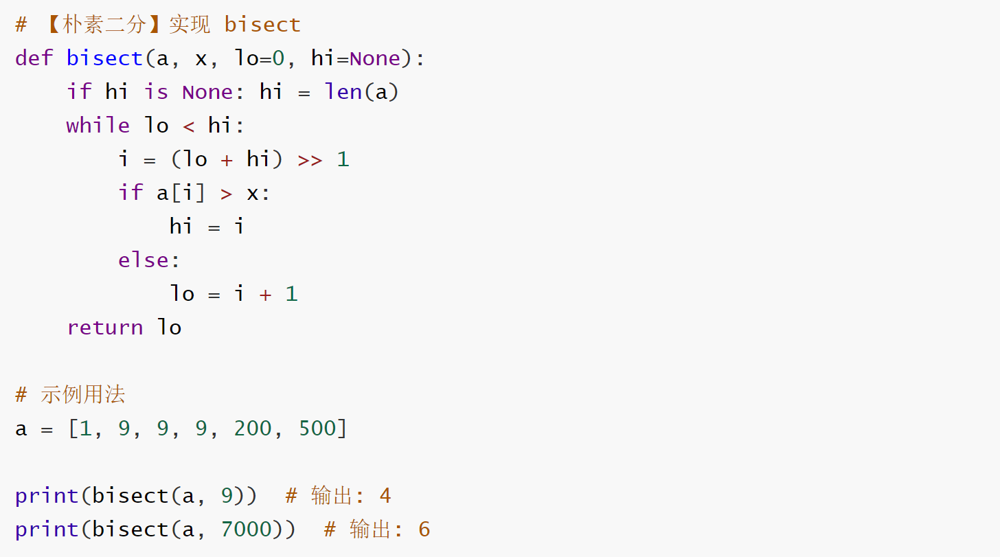 # 【朴素二分】实现 bisect
def bisect(a, x, lo=0, hi=None):
    if hi is None: hi = len(a)
    while lo < hi:
        i = (lo + hi) >> 1
        if a[i] > x:
            hi = i
        else:
            lo = i + 1
    return lo

# 示例用法
a = [1, 9, 9, 9, 200, 500]

print(bisect(a, 9))  # 输出: 4
print(bisect(a, 7000))  # 输出: 6